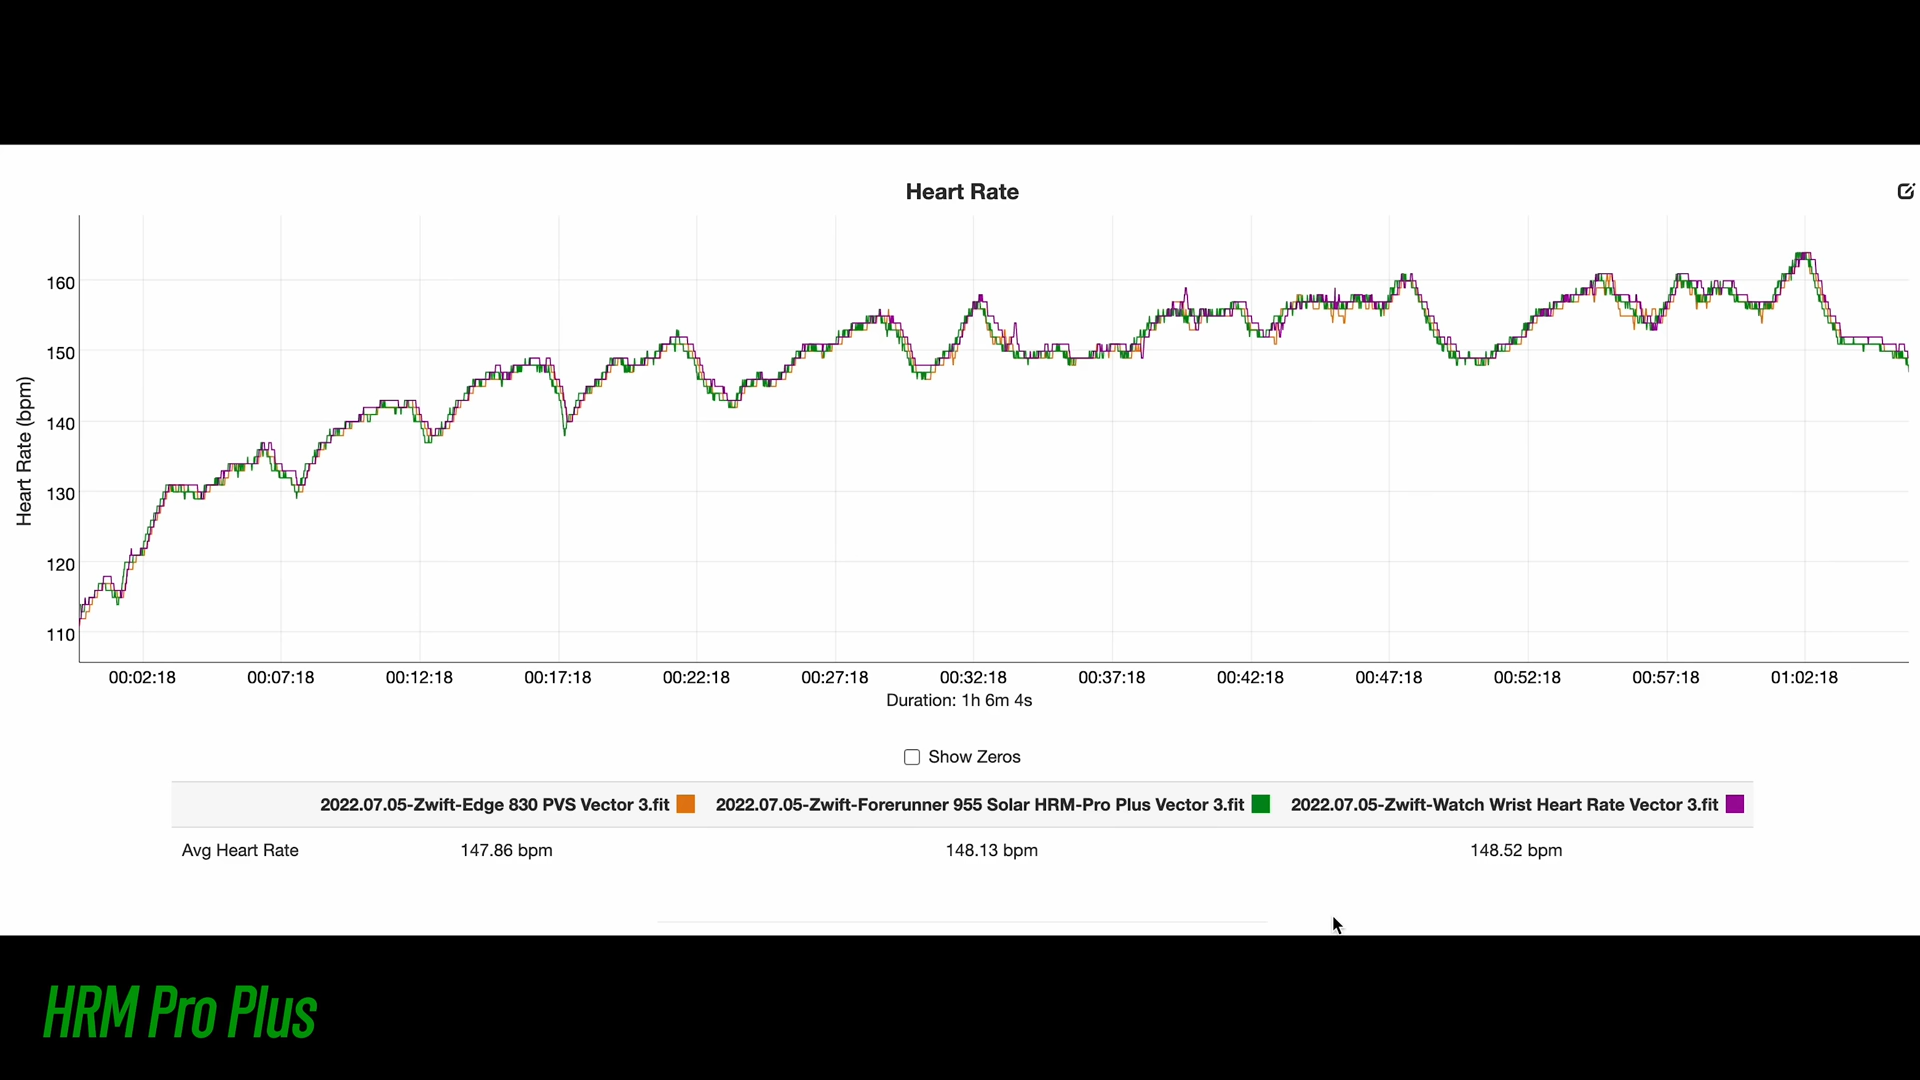 Heart Rate
Heart Rate (bpm)
160
150
140
130
120
110
00:02:18 00:07:18 00:12:18 00:17:18 00:22:18 00:27:18 00:32:18 00:37:18 00:42:18 00:47:18 00:52:18 00:57:18 01:02:18
Duration: 1h 6m 4s
Show Zeros
2022.07.05-Zwift-Edge 830 PVS Vector 3.fit 2022.07.05-Zwift-Forerunner 955 Solar HRM-Pro Plus Vector 3.fit 2022.07.05-Zwift-Watch Wrist Heart Rate Vector 3.fit
Avg Heart Rate 147.86 bpm 148.13 bpm 148.52 bpm
HRM Pro Plus